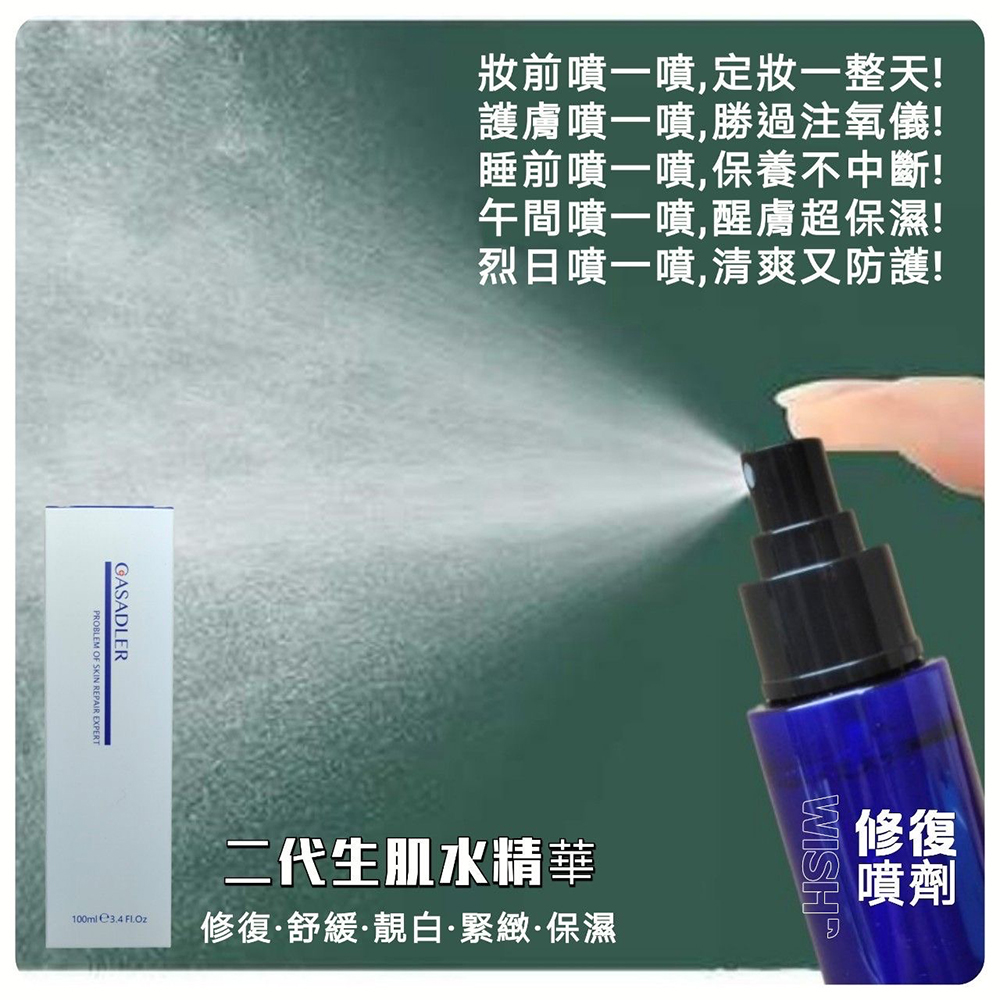 妝前噴一噴,定妝一整天!
護膚噴一噴,勝過注氧儀!
睡前噴一噴,保養不中斷!
午間噴一噴,醒膚超保濕!
烈日噴一噴,清爽又防護!
CASADLER
PROBLEM OF SKIN REPAIR EXPERT
100ml ℮ 3.4 Fl.Oz
二代生肌水精華
修復·舒緩·靚白·緊緻·保濕
WISH’’
修復
噴劑